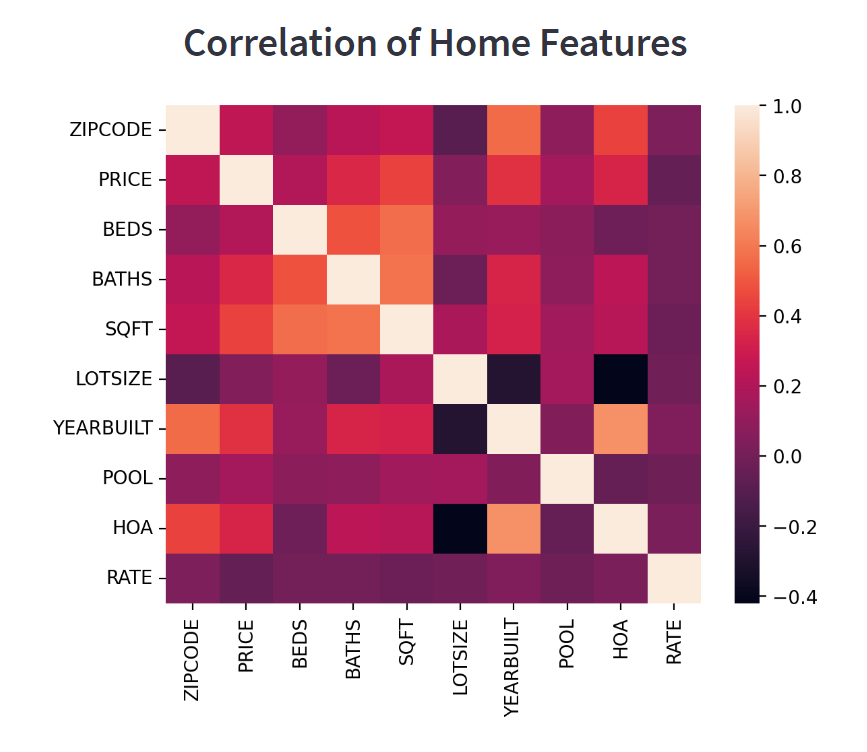 Correlation of Home Features
ZIPCODE
PRICE
BEDS
BATHS
SQFT
LOTSIZE
YEARBUILT
POOL
HOA
RATE
ZIPCODE
PRICE
BEDS
BATHS
SQFT
LOTSIZE
YEARBUILT
POOL
HOA
RATE
1.0
0.8
0.6
0.4
0.2
0.0
−0.2
−0.4